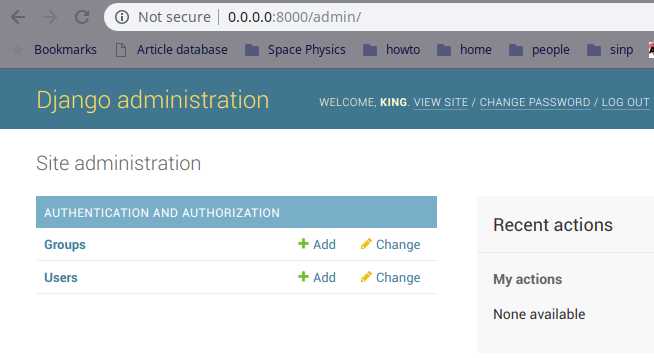 Not secure | 0.0.0.0:8000/admin/
Bookmarks Article database Space Physics howto home people sinp
Django administration
WELCOME, KING. VIEW SITE / CHANGE PASSWORD / LOG OUT
Site administration
AUTHENTICATION AND AUTHORIZATION
Groups Add Change
Users Add Change
Recent actions
My actions
None available